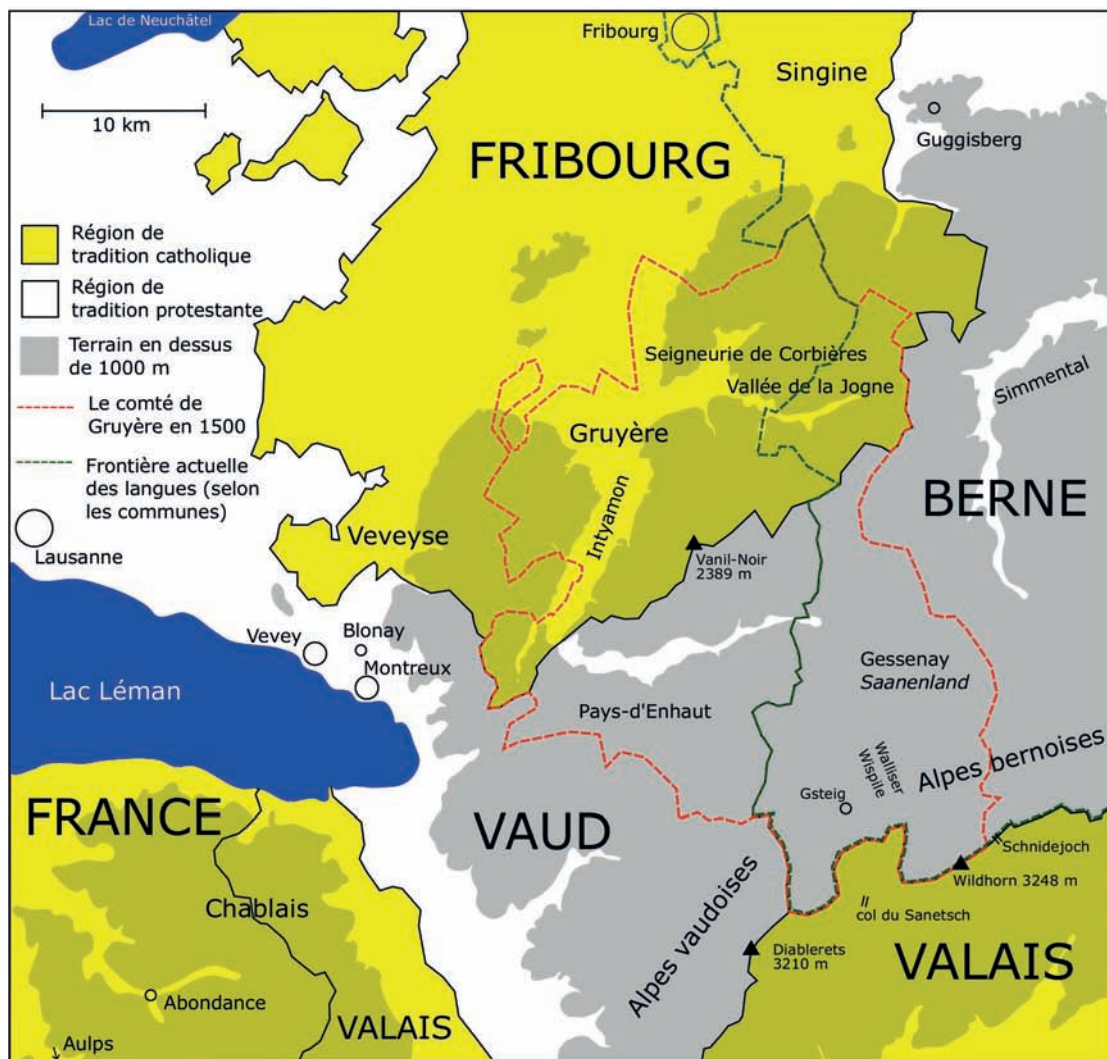 Lac de Neuchâtel
Fribourg
Singine
10 km
Guggisberg
FRIBOURG
Région de
tradition catholique
Région de
tradition protestante
Terrain en dessus
de 1000 m
Le comté de
Gruyère en 1500
Frontière actuelle
des langues (selon
les communes)
Seigneurie de Corbières
Vallée de la Jogne
Simmental
Gruyère
Intyamon
BERNE
Veveyse
Lausanne
Vanil-Noir
2389 m
Vevey
Blonay
Montreux
Lac Léman
Gessenay
Saanenland
Pays-d'Enhaut
Walliser
Wispile
Alpes bernoises
Gsteig
FRANCE
VAUD
Schnidejoch
Wildhorn 3248 m
Chablais
col du Sanetsch
Alpes vaudoises
Diablerets
3210 m
VALAIS
Abondance
VALAIS
Aulps